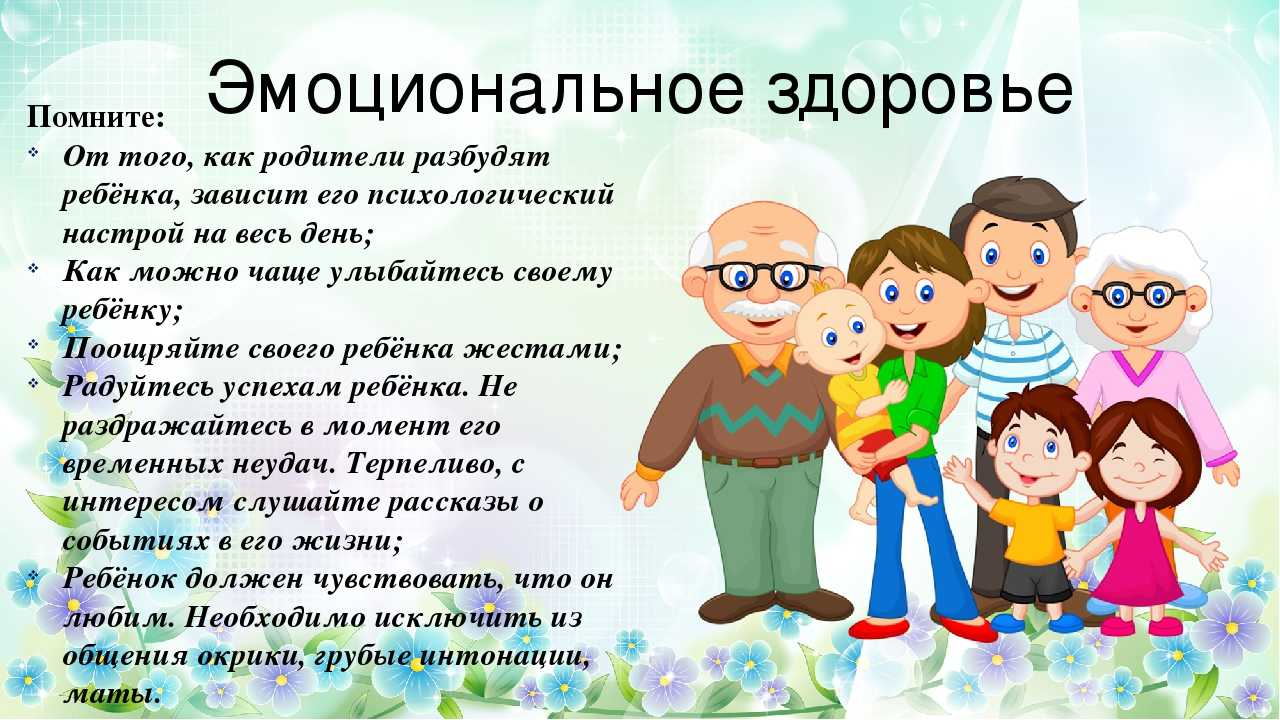 Эмоциональное здоровье
Помните:
От того, как родители разбудят
ребёнка, зависит его психологический
настрой на весь день;
Как можно чаще улыбайтесь своему
ребёнку;
Поощряйте своего ребёнка жестами;
Радуйтесь успехам ребёнка. Не
раздражайтесь в момент его
временных неудач. Терпеливо, с
интересом слушайте рассказы о
событиях в его жизни;
Ребёнок должен чувствовать, что он
любим. Необходимо исключить из
общения окрики, грубые интонации,
маты.